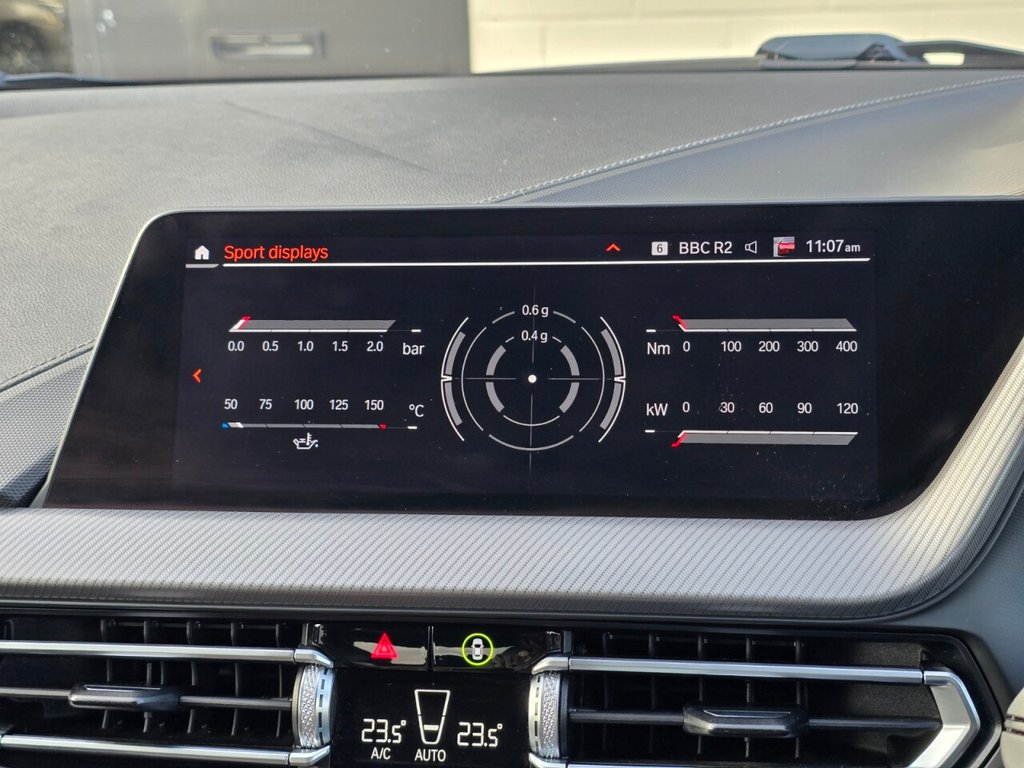 Sport displays
6 BBC R2 11:07am
0.6 g
0.4 g
0.0 0.5 1.0 1.5 2.0 bar
Nm 0 100 200 300 400
50 75 100 125 150 °C
kW 0 30 60 90 120
23.5° 23.5°
A/C AUTO